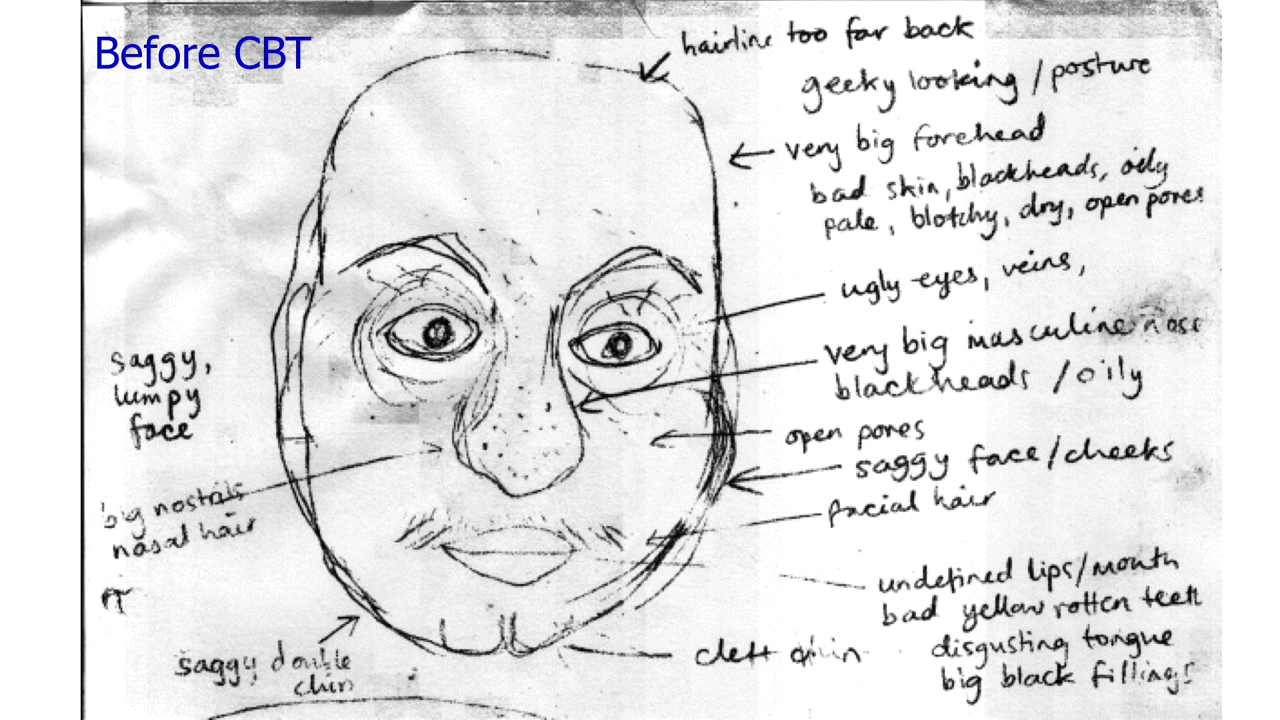 Before CBT
hairline too far back
geeky looking / posture
very big forehead
bad skin, blackheads, oily
pale, blotchy, dry, open pores
ugly eyes, veins,
very big masculine nose
blackheads / oily
saggy,
lumpy
face
open pores
saggy face/cheeks
big nostrils
nasal hair
facial hair
undefined lips/mouth
bad yellow rotten teeth
disgusting tongue
big black fillings
saggy double
chin
cleft chin